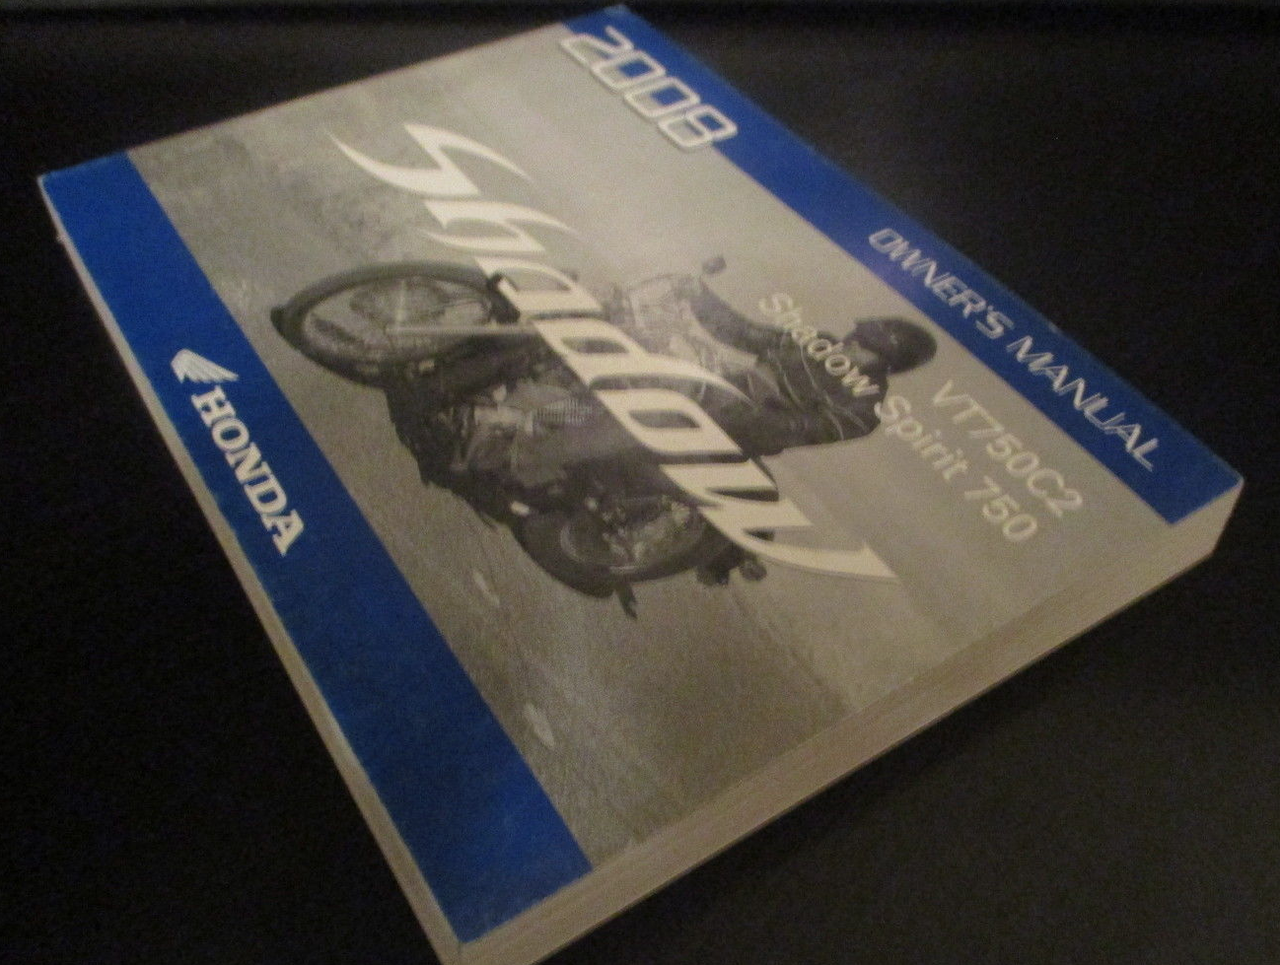 2008
OWNER'S MANUAL
Shadow
VT750C2
Shadow Spirit 750
HONDA